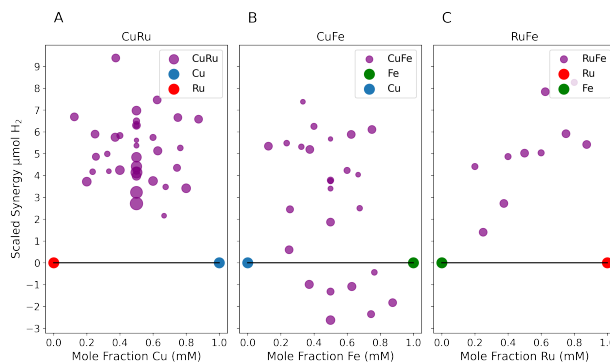 A
B
C
CuRu
CuFe
RuFe
CuRu
Cu
Ru
CuFe
Fe
Cu
RuFe
Ru
Fe
Scaled Synergy μmol H₂
9
8
7
6
5
4
3
2
1
0
−1
−2
−3
0.0 0.2 0.4 0.6 0.8 1.0
0.0 0.2 0.4 0.6 0.8 1.0
0.0 0.2 0.4 0.6 0.8 1.0
Mole Fraction Cu (mM)
Mole Fraction Fe (mM)
Mole Fraction Ru (mM)